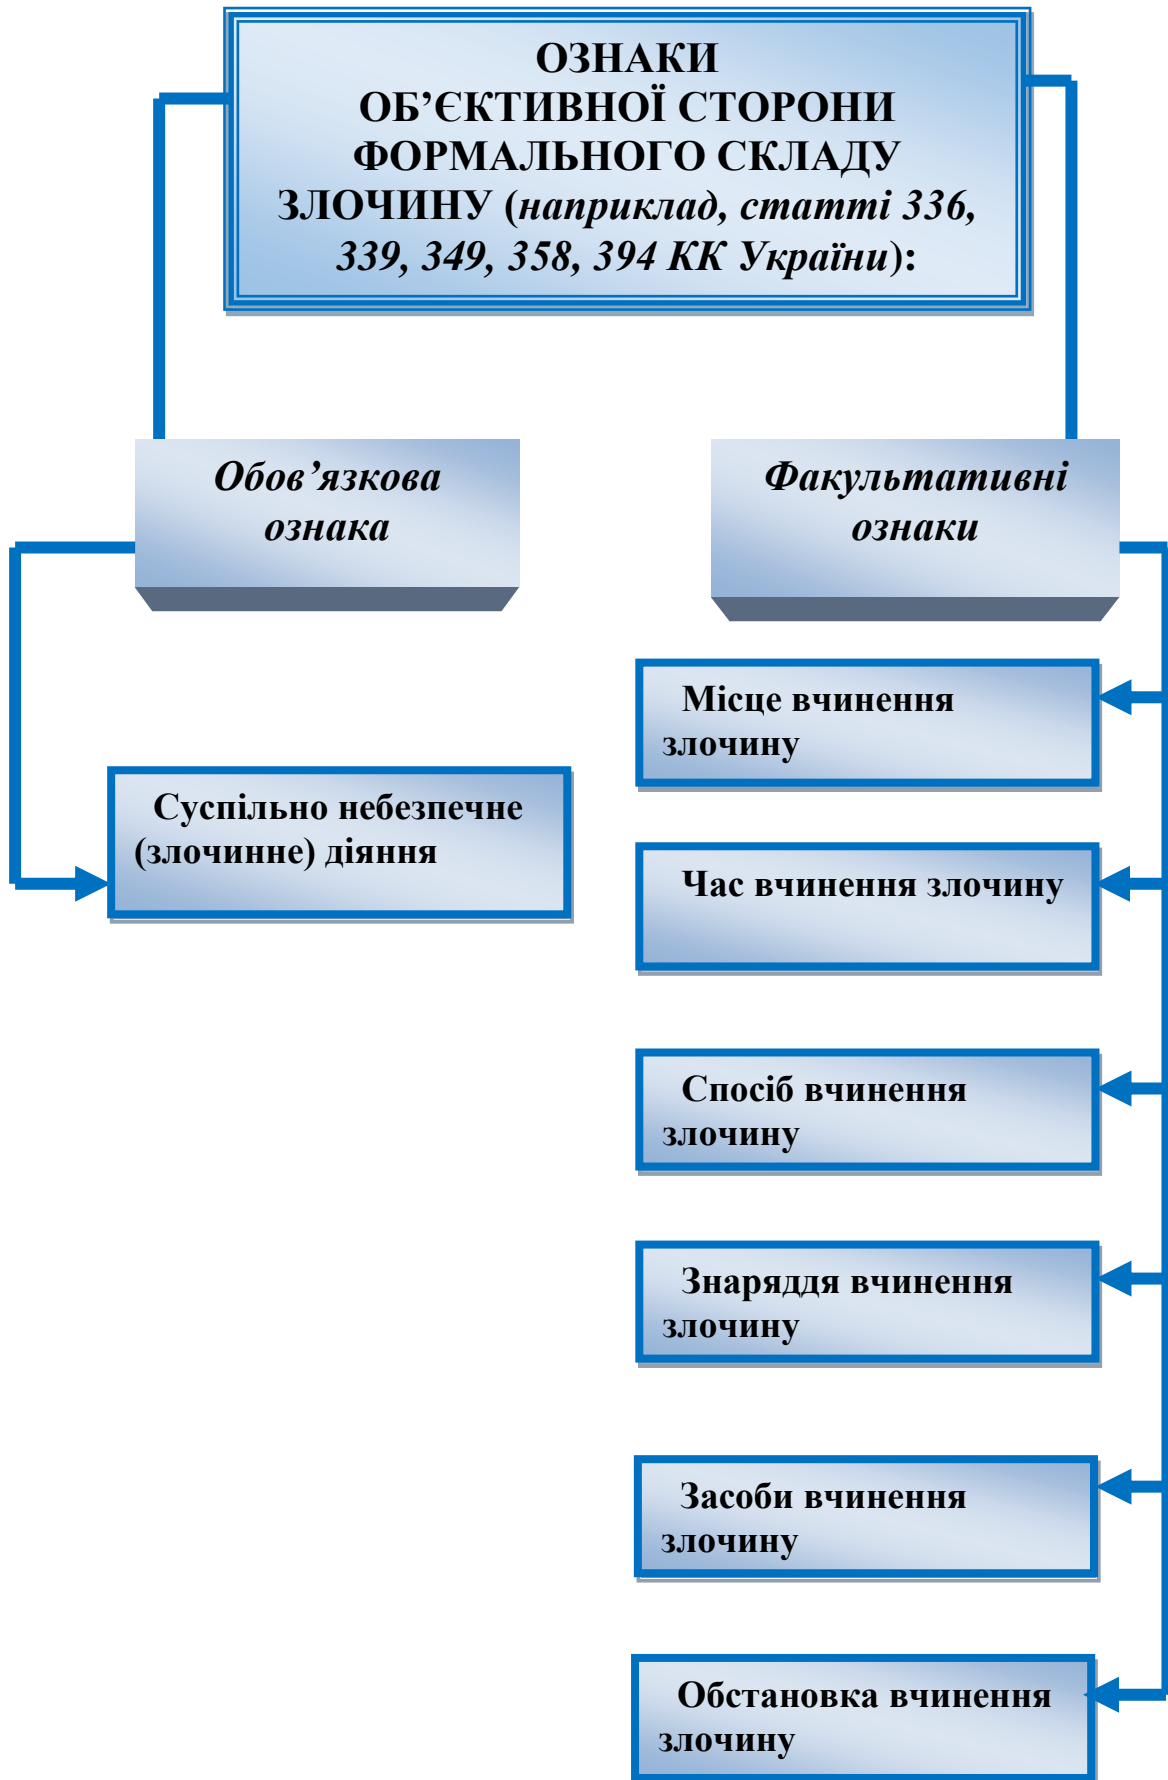 ОЗНАКИ
ОБ’ЄКТИВНОЇ СТОРОНИ
ФОРМАЛЬНОГО СКЛАДУ
ЗЛОЧИНУ (наприклад, статті 336,
339, 349, 358, 394 КК України):
Обов’язкова
ознака
Суспільно небезпечне
(злочинне) діяння
Факультативні
ознаки
Місце вчинення
злочину
Час вчинення злочину
Спосіб вчинення
злочину
Знаряддя вчинення
злочину
Засоби вчинення
злочину
Обстановка вчинення
злочину